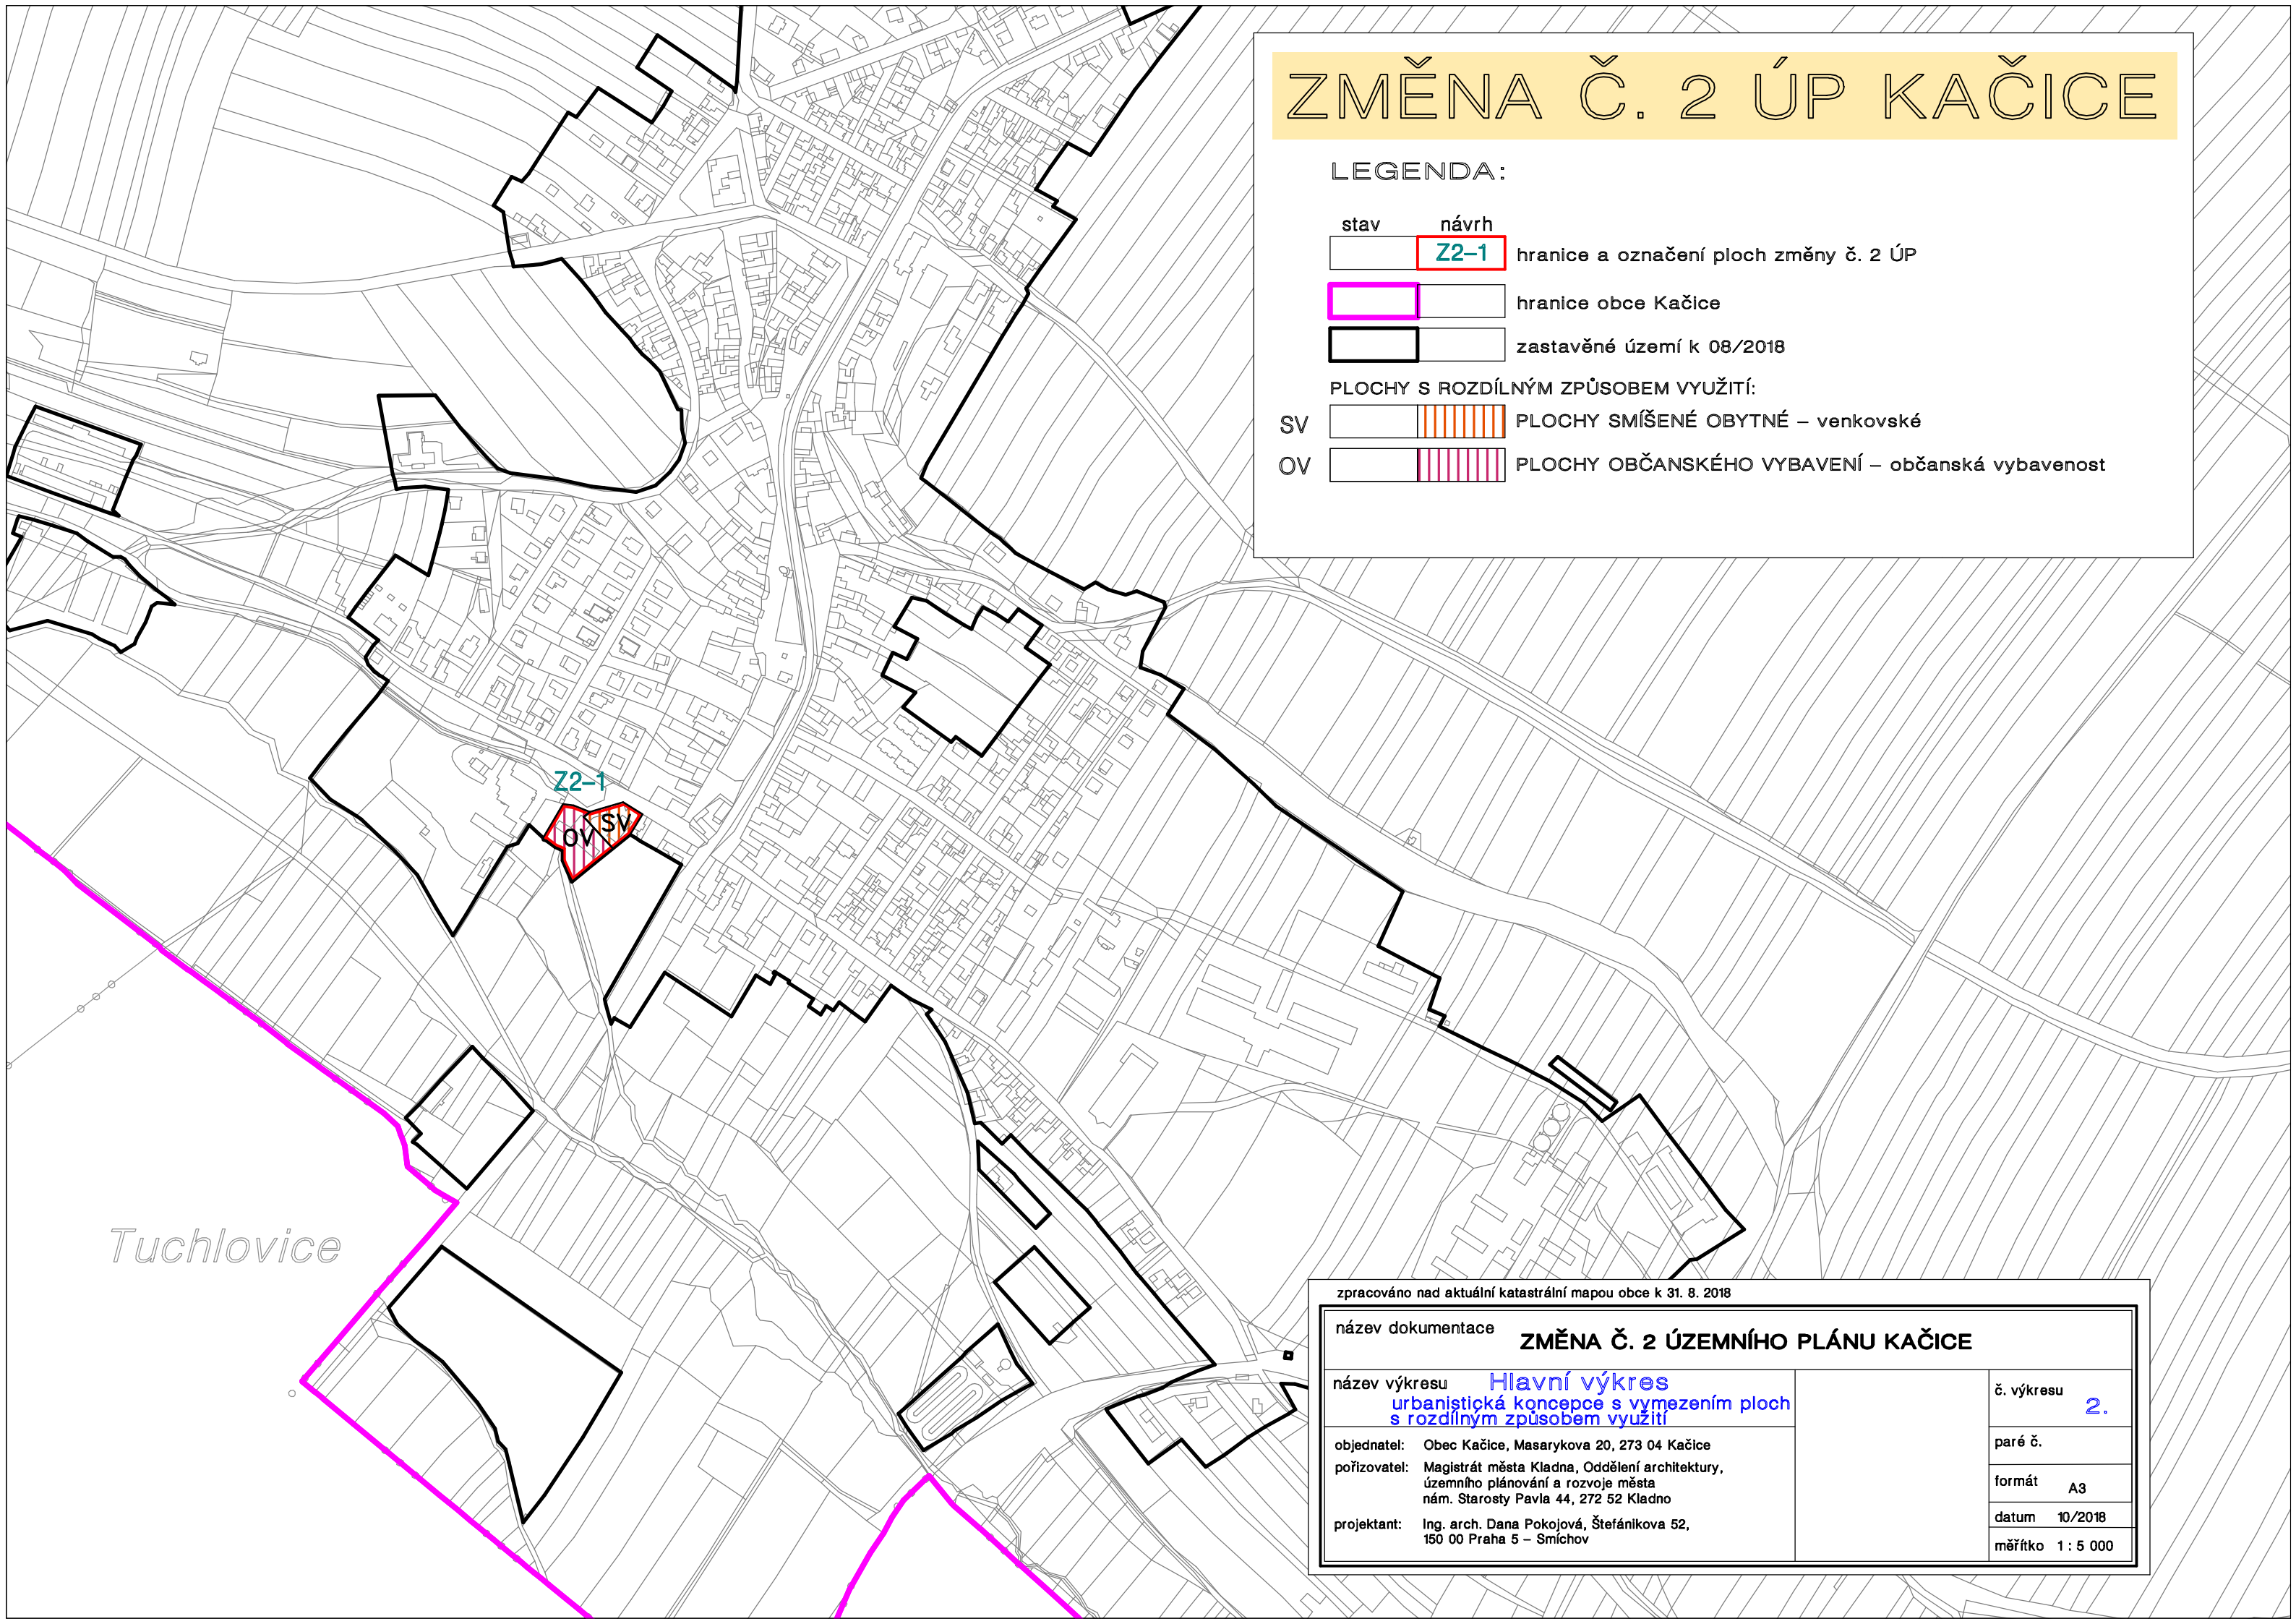 ZMĚNA Č. 2 ÚP KAČICE
LEGENDA:
stav návrh
Z2-1 hranice a označení ploch změny č. 2 ÚP
hranice obce Kačice
zastavěné území k 08/2018
PLOCHY S ROZDÍLNÝM ZPŮSOBEM VYUŽITÍ:
SV PLOCHY SMÍŠENÉ OBYTNÉ – venkovské
OV PLOCHY OBČANSKÉHO VYBAVENÍ – občanská vybavenost
Z2-1
SV
OV
Tuchlovice
zpracováno nad aktuální katastrální mapou obce k 31. 8. 2018
název dokumentace ZMĚNA Č. 2 ÚZEMNÍHO PLÁNU KAČICE
název výkresu Hlavní výkres
urbanistická koncepce s vymezením ploch
s rozdílným způsobem využití
č. výkresu 2.
objednatel: Obec Kačice, Masarykova 20, 273 04 Kačice
pořizovatel: Magistrát města Kladna, Oddělení architektury,
územního plánování a rozvoje města
nám. Starosty Pavla 44, 272 52 Kladno
projektant: Ing. arch. Dana Pokojová, Štefánikova 52,
150 00 Praha 5 – Smíchov
paré č.
formát A3
datum 10/2018
měřítko 1 : 5 000